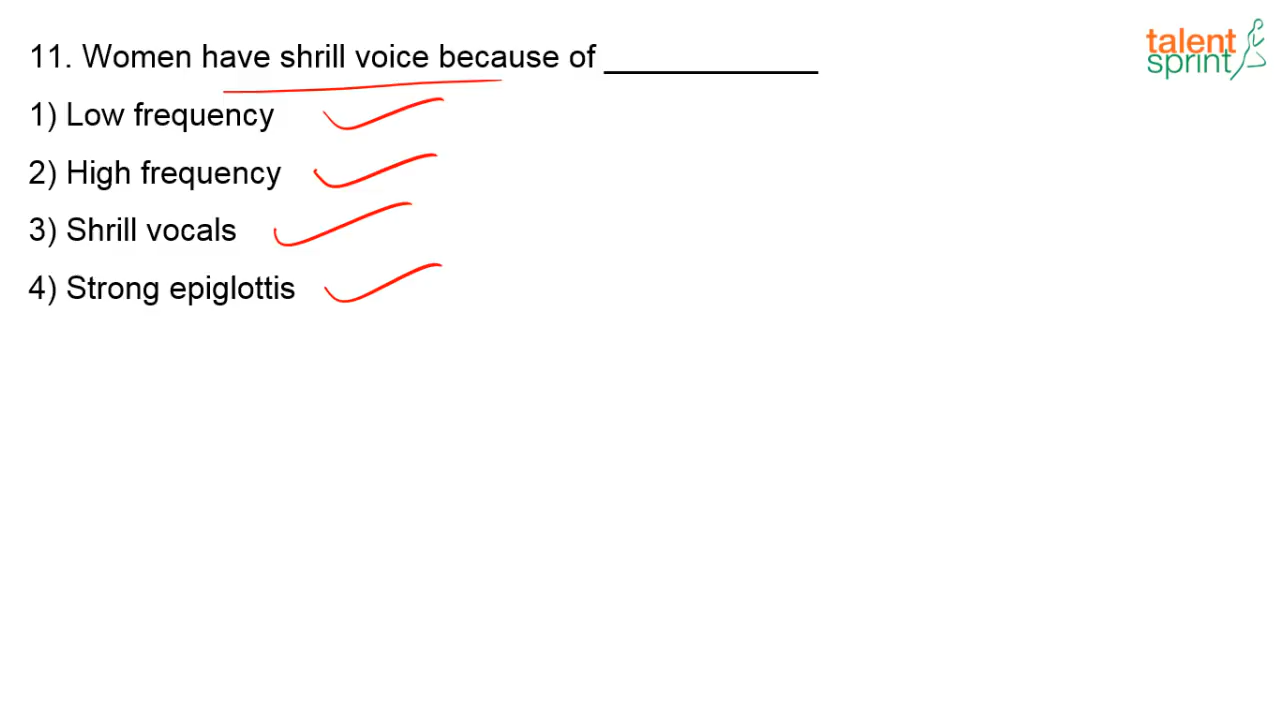 11. Women have shrill voice because of ____________
1) Low frequency
2) High frequency
3) Shrill vocals
4) Strong epiglottis
talent
sprint